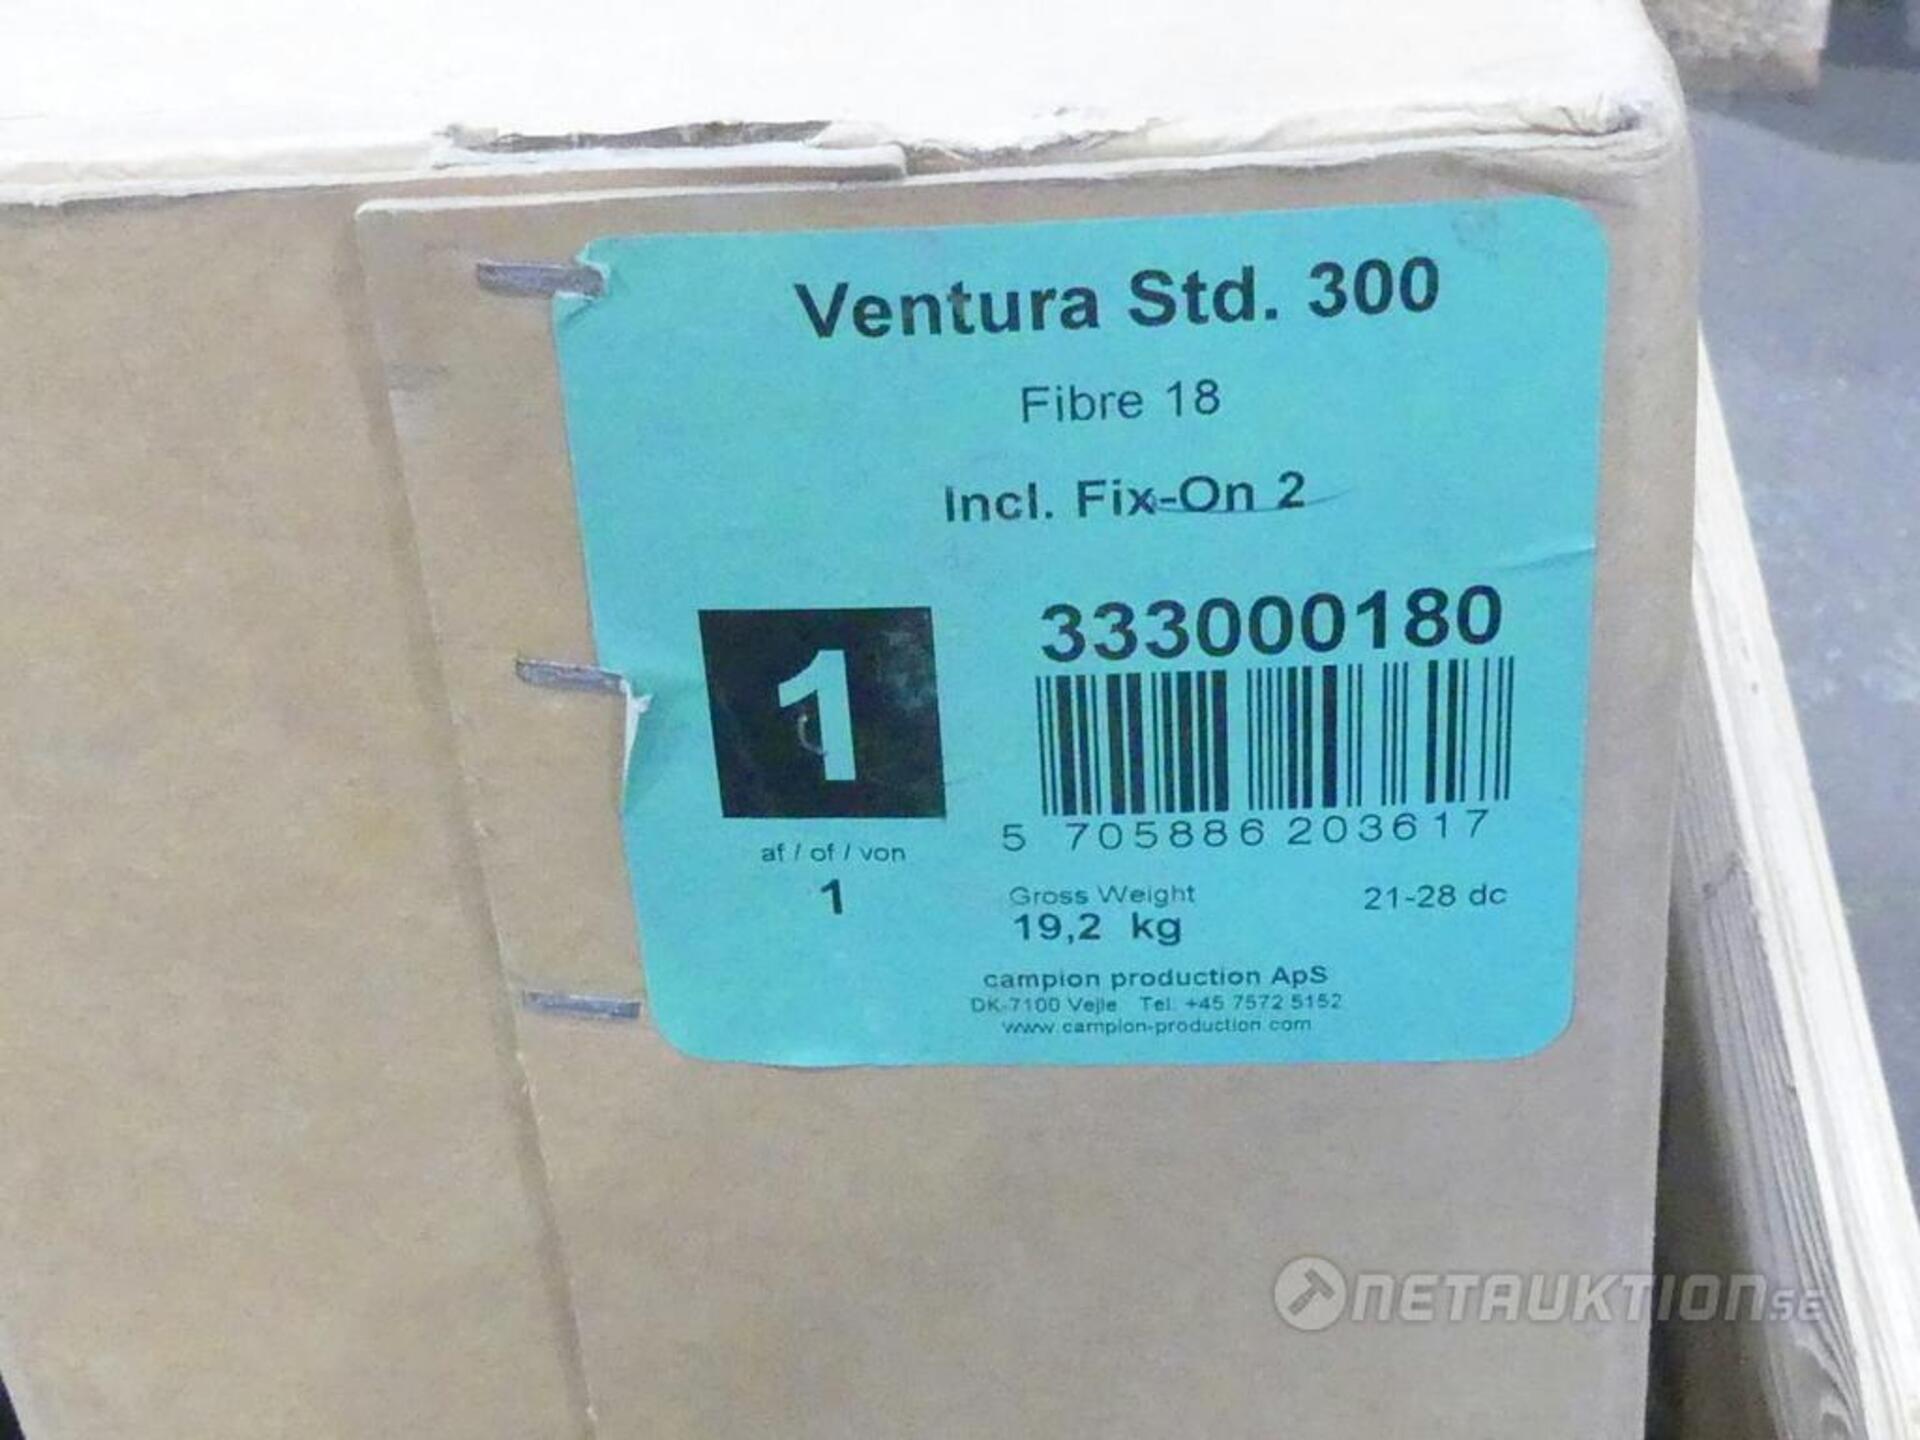 Ventura Std. 300
Fibre 18
Incl. Fix-On 2
333000180
1
5 705886 203617
af / of / von
1
Gross Weight
19,2 kg
21-28 dc
campion production ApS
DK-7100 Vejle Tel. +45 7572 5152
www.campion-production.com
NETAUKTION.SE